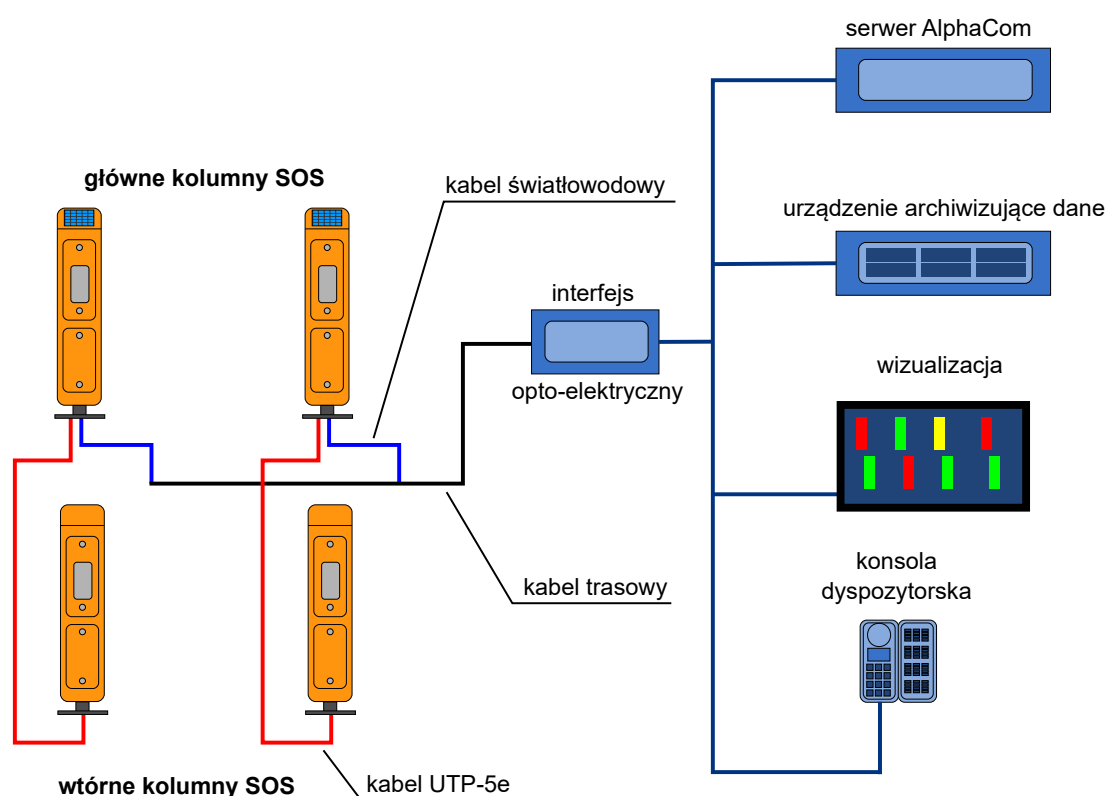 serwer AlphaCom
główne kolumny SOS
kabel światłowodowy
urządzenie archiwizujące dane
interfejs
opto-elektryczny
wizualizacja
konsola
dyspozytorska
kabel trasowy
wtórne kolumny SOS
kabel UTP-5e